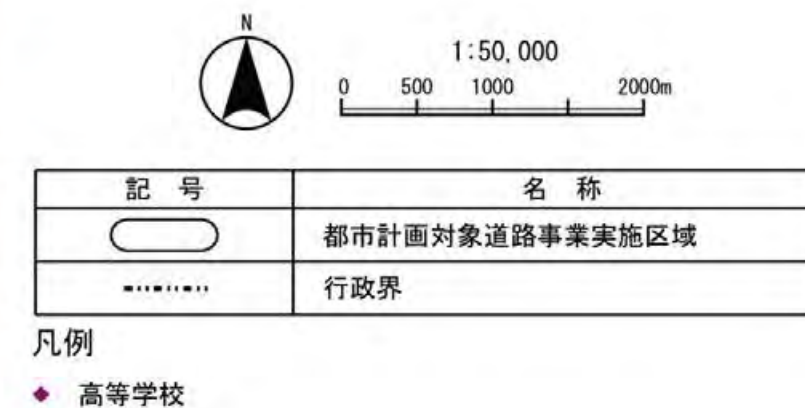 N
1:50,000
0 500 1000 2000m
記 号 名 称
都市計画対象道路事業実施区域
行政界
凡例
高等学校